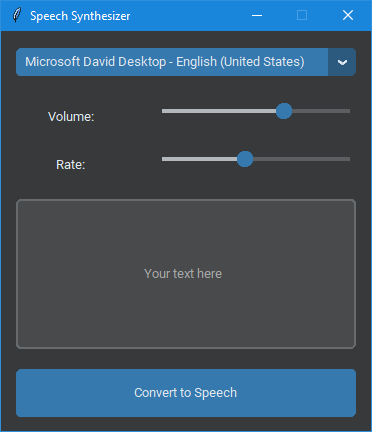 Speech Synthesizer
Microsoft David Desktop - English (United States)
Volume:
Rate:
Your text here
Convert to Speech